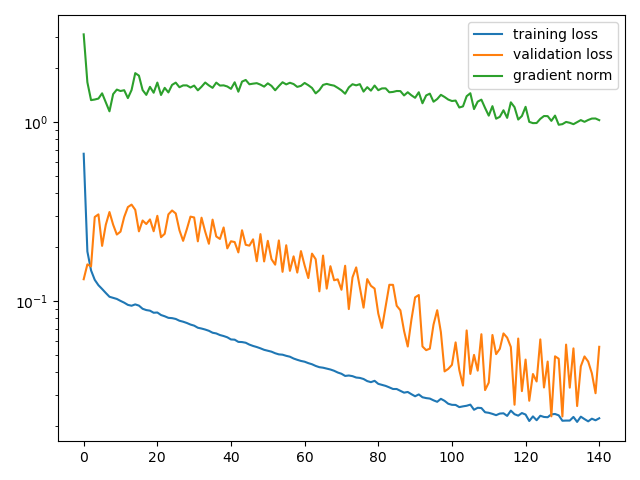 training loss
validation loss
gradient norm
10⁰
10⁻¹
0 20 40 60 80 100 120 140